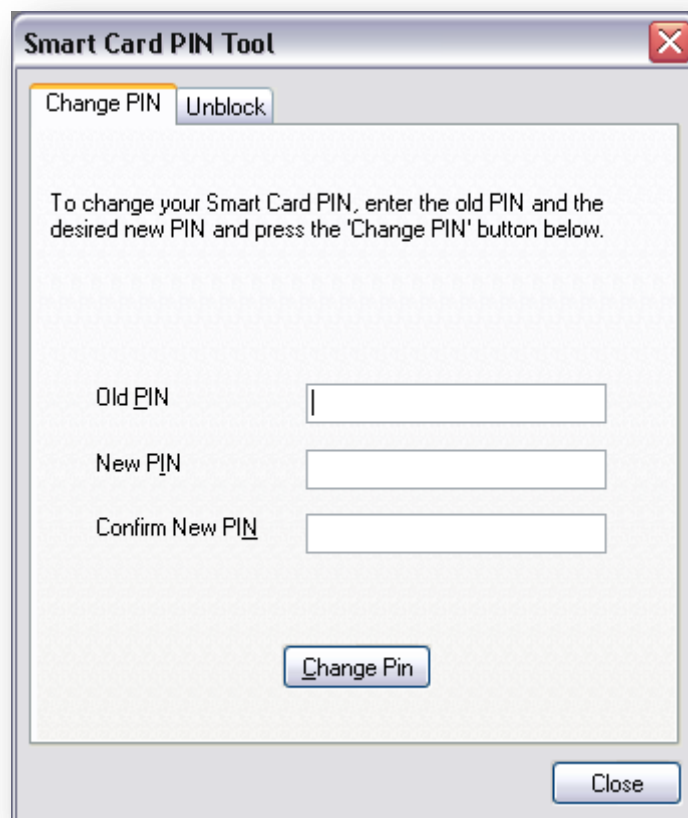 Smart Card PIN Tool
Change PIN Unblock
To change your Smart Card PIN, enter the old PIN and the
desired new PIN and press the 'Change PIN' button below.
Old PIN
New PIN
Confirm New PIN
Change Pin
Close